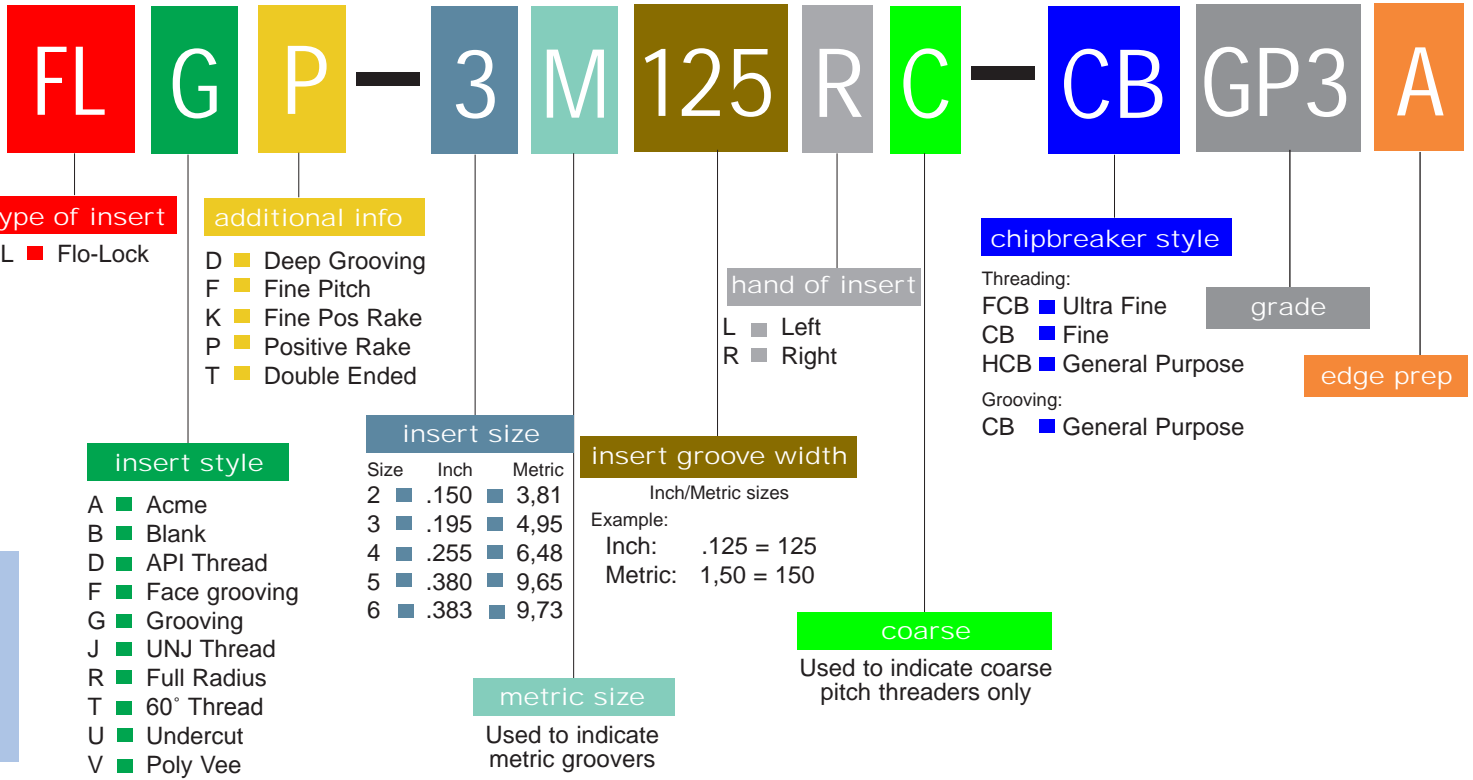 FL G P - 3 M 125 R C - CB GP3 A
ype of insert
L Flo-Lock
additional info
D Deep Grooving
F Fine Pitch
K Fine Pos Rake
P Positive Rake
T Double Ended
hand of insert
L Left
R Right
chipbreaker style
Threading:
FCB Ultra Fine
CB Fine
HCB General Purpose
Grooving:
CB General Purpose
grade
edge prep
insert style
A Acme
B Blank
D API Thread
F Face grooving
G Grooving
J UNJ Thread
R Full Radius
T 60° Thread
U Undercut
V Poly Vee
insert size
Size Inch Metric
2 .150 3,81
3 .195 4,95
4 .255 6,48
5 .380 9,65
6 .383 9,73
insert groove width
Inch/Metric sizes
Example:
Inch: .125 = 125
Metric: 1,50 = 150
metric size
Used to indicate
metric groovers
coarse
Used to indicate coarse
pitch threaders only